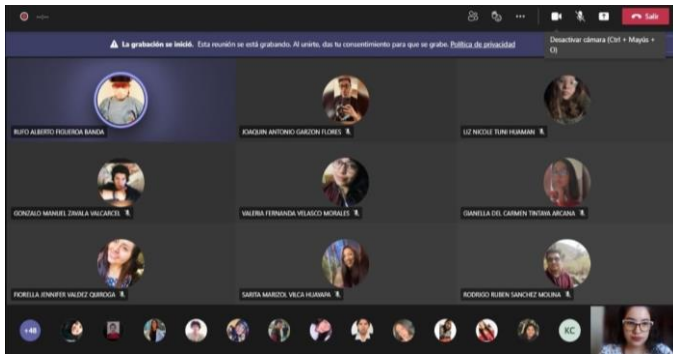 Salir
La grabación se inició. Esta reunión se está grabando. Al unirte, das tu consentimiento para que se grabe. Política de privacidad
Desactivar cámara (Ctrl + Mayús +
O)
RUFO ALBERTO FIGUEROA BANDA
JOAQUIN ANTONIO GARZON FLORES
LIZ NICOLE TUNI HUAMAN
GONZALO MANUEL ZAVALA VALCARCEL
VALERIA FERNANDA VELASCO MORALES
GIANELLA DEL CARMEN TINTAYA ARCANA
FIORELLA JENNIFER VALDEZ QUIROGA
SARITA MARIZOL VILCA HUAYAPA
RODRIGO RUBEN SANCHEZ MOLINA
+48
KC